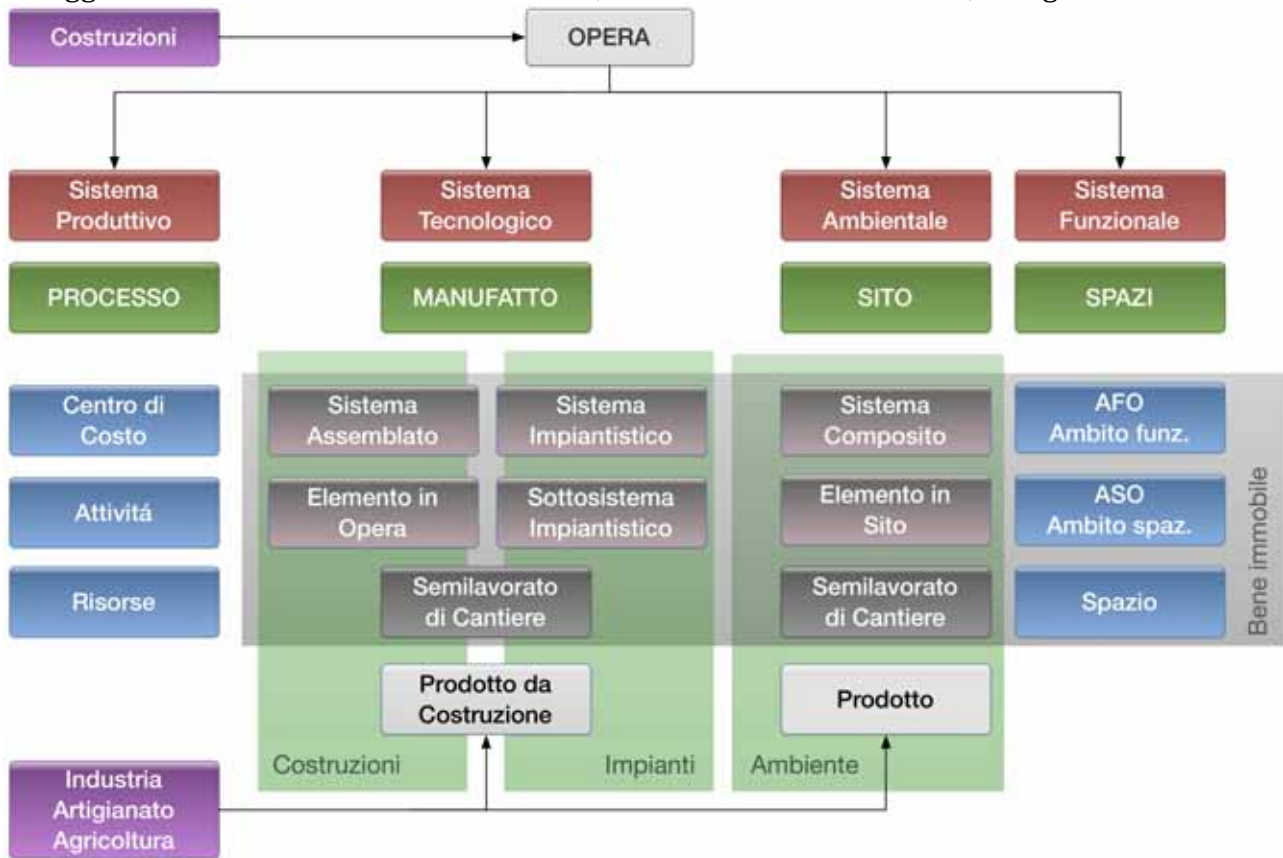 Costruzioni
OPERA
Sistema
Produttivo
Sistema
Tecnologico
Sistema
Ambientale
Sistema
Funzionale
PROCESSO
MANUFATTO
SITO
SPAZI
Centro di
Costo
Sistema
Assemblato
Sistema
Impiantistico
Sistema
Composito
AFO
Ambito funz.
Attivitá
Elemento in
Opera
Sottosistema
Impiantistico
Elemento in
Sito
ASO
Ambito spaz.
Risorse
Semilavorato
di Cantiere
Semilavorato
di Cantiere
Spazio
Bene immobile
Prodotto da
Costruzione
Prodotto
Costruzioni
Impianti
Ambiente
Industria
Artigianato
Agricoltura